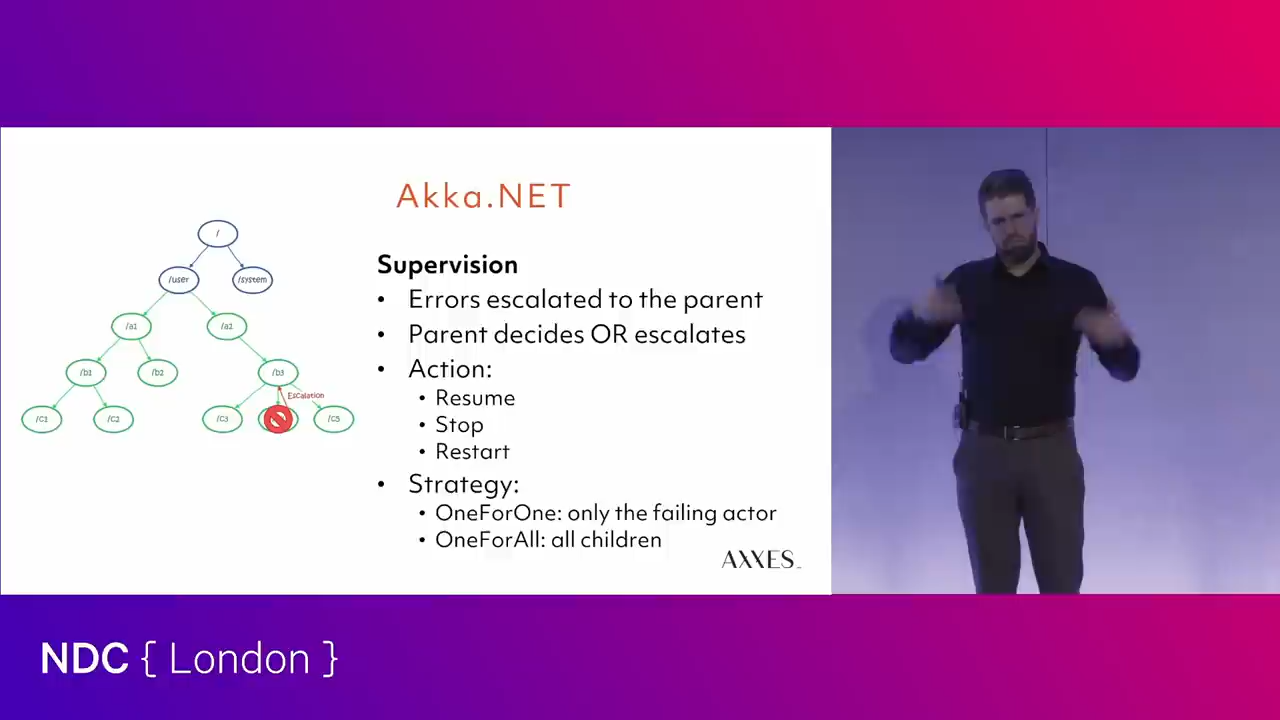 Akka.NET
/
/user
/system
/a1
/a2
/b1
/b2
/b3
Escalation
/C1
/C2
/C3
/C5
Supervision
• Errors escalated to the parent
• Parent decides OR escalates
• Action:
• Resume
• Stop
• Restart
• Strategy:
• OneForOne: only the failing actor
• OneForAll: all children
AXXES_
NDC { London }